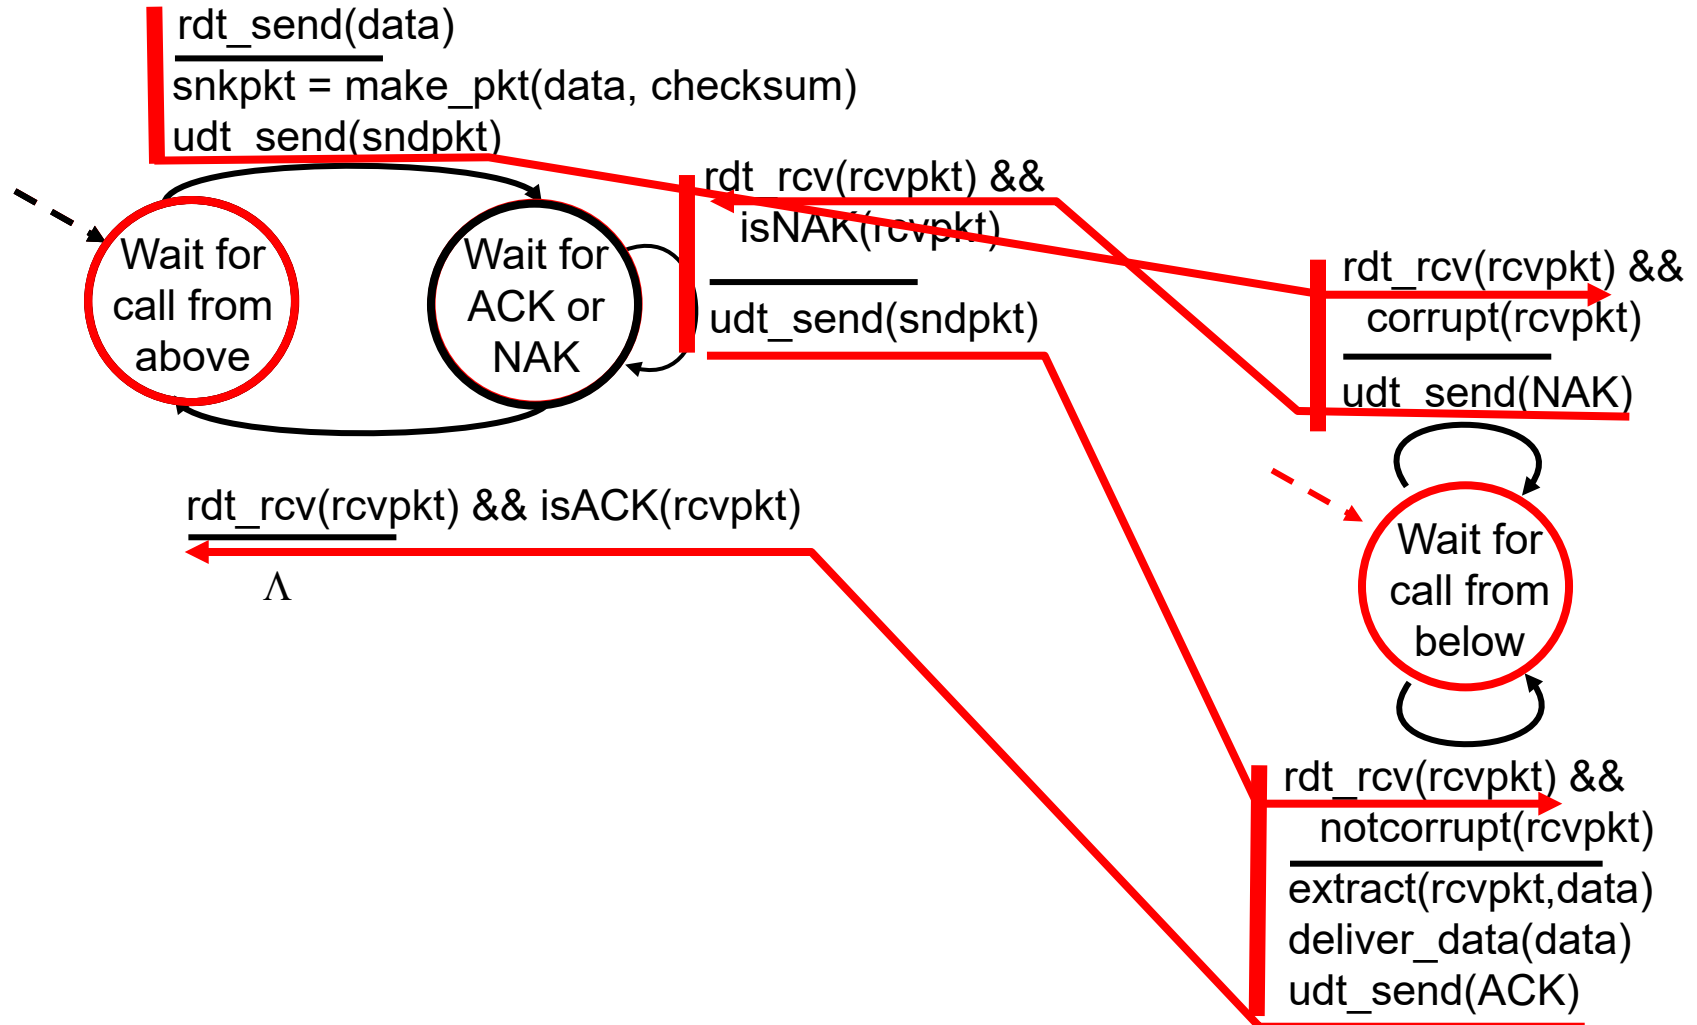 rdt_send(data)
snkpkt = make_pkt(data, checksum)
udt_send(sndpkt)
rdt_rcv(rcvpkt) &&
isNAK(rcvpkt)
udt_send(sndpkt)
Wait for
call from
above
Wait for
ACK or
NAK
rdt_rcv(rcvpkt) && isACK(rcvpkt)
Λ
rdt_rcv(rcvpkt) &&
corrupt(rcvpkt)
udt_send(NAK)
Wait for
call from
below
rdt_rcv(rcvpkt) &&
notcorrupt(rcvpkt)
extract(rcvpkt,data)
deliver_data(data)
udt_send(ACK)